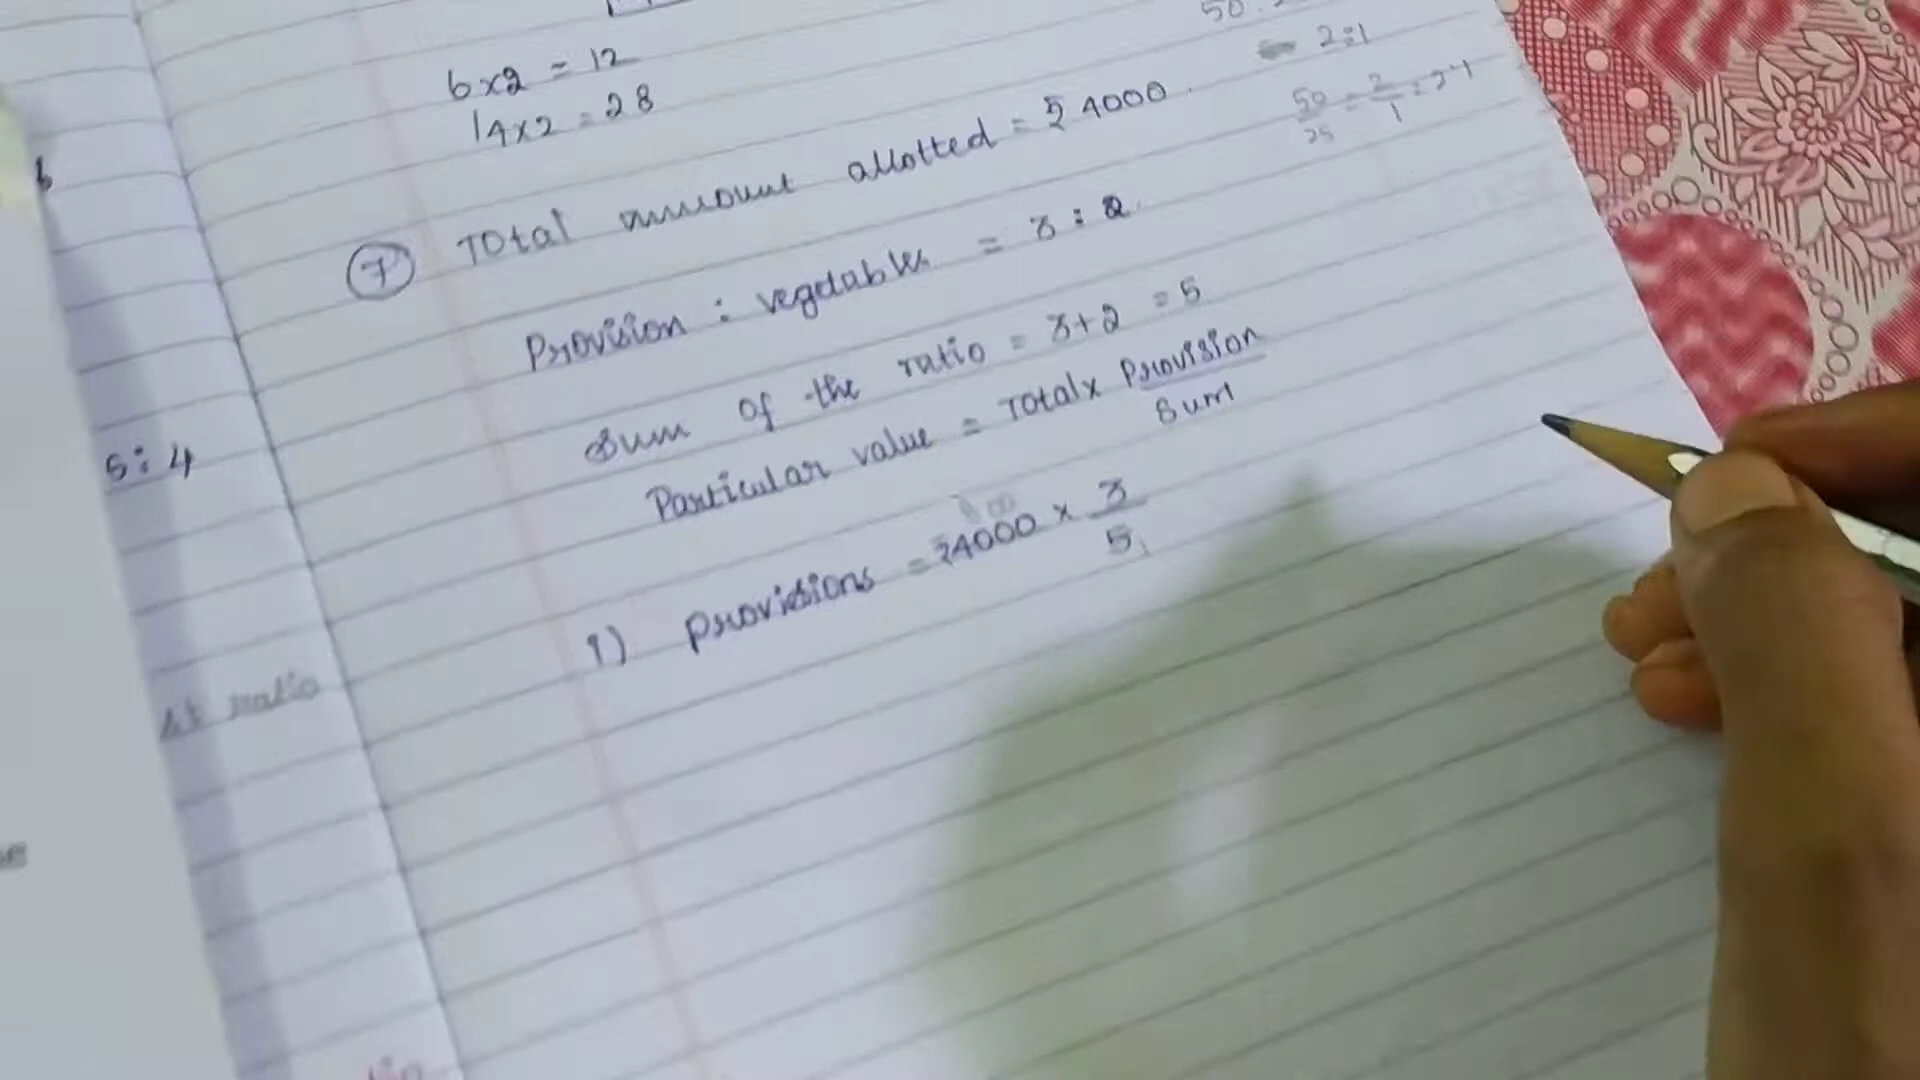 6x2 = 12
14x2 = 28
2:1
50/25 = 2/1 = 2:1
⑦ Total amount allotted = ₹ 4000
Provision : vegetables = 3 : 2
Sum of the ratio = 3+2 = 5
Particular value = Total x Provision/Sum
1) Provisions = ₹4000 x 3/5
800
5 : 4
ratio